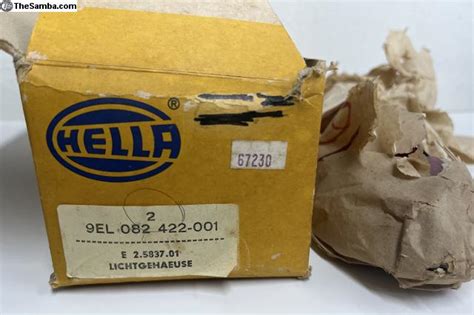 TheSamba.com
HELLA
®
67230
2
9EL 082 422-001
E 2.5837.01
LICHTGEHAEUSE